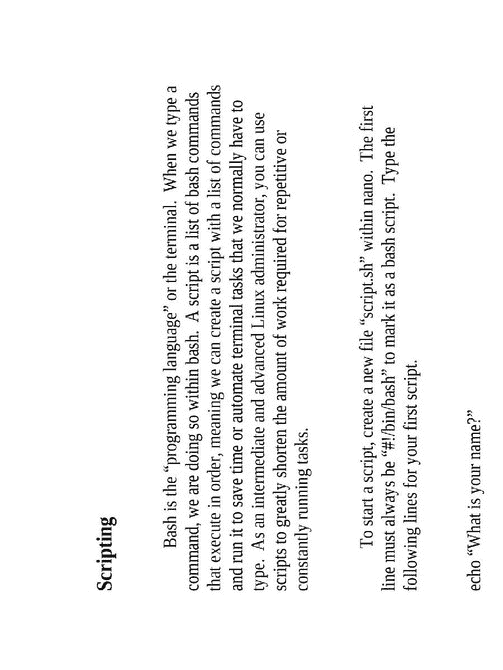 Scripting
Bash is the “programming language” or the terminal.  When we type a
command, we are doing so within bash.  A script is a list of bash commands
that execute in order, meaning we can create a script with a list of commands
and run it to save time or automate terminal tasks that we normally have to
type.  As an intermediate and advanced Linux administrator, you can use
scripts to greatly shorten the amount of work required for repetitive or
constantly running tasks.
To start a script, create a new file “script.sh” within nano.  The first
line must always be “#!/bin/bash” to mark it as a bash script.  Type the
following lines for your first script.
echo “What is your name?”